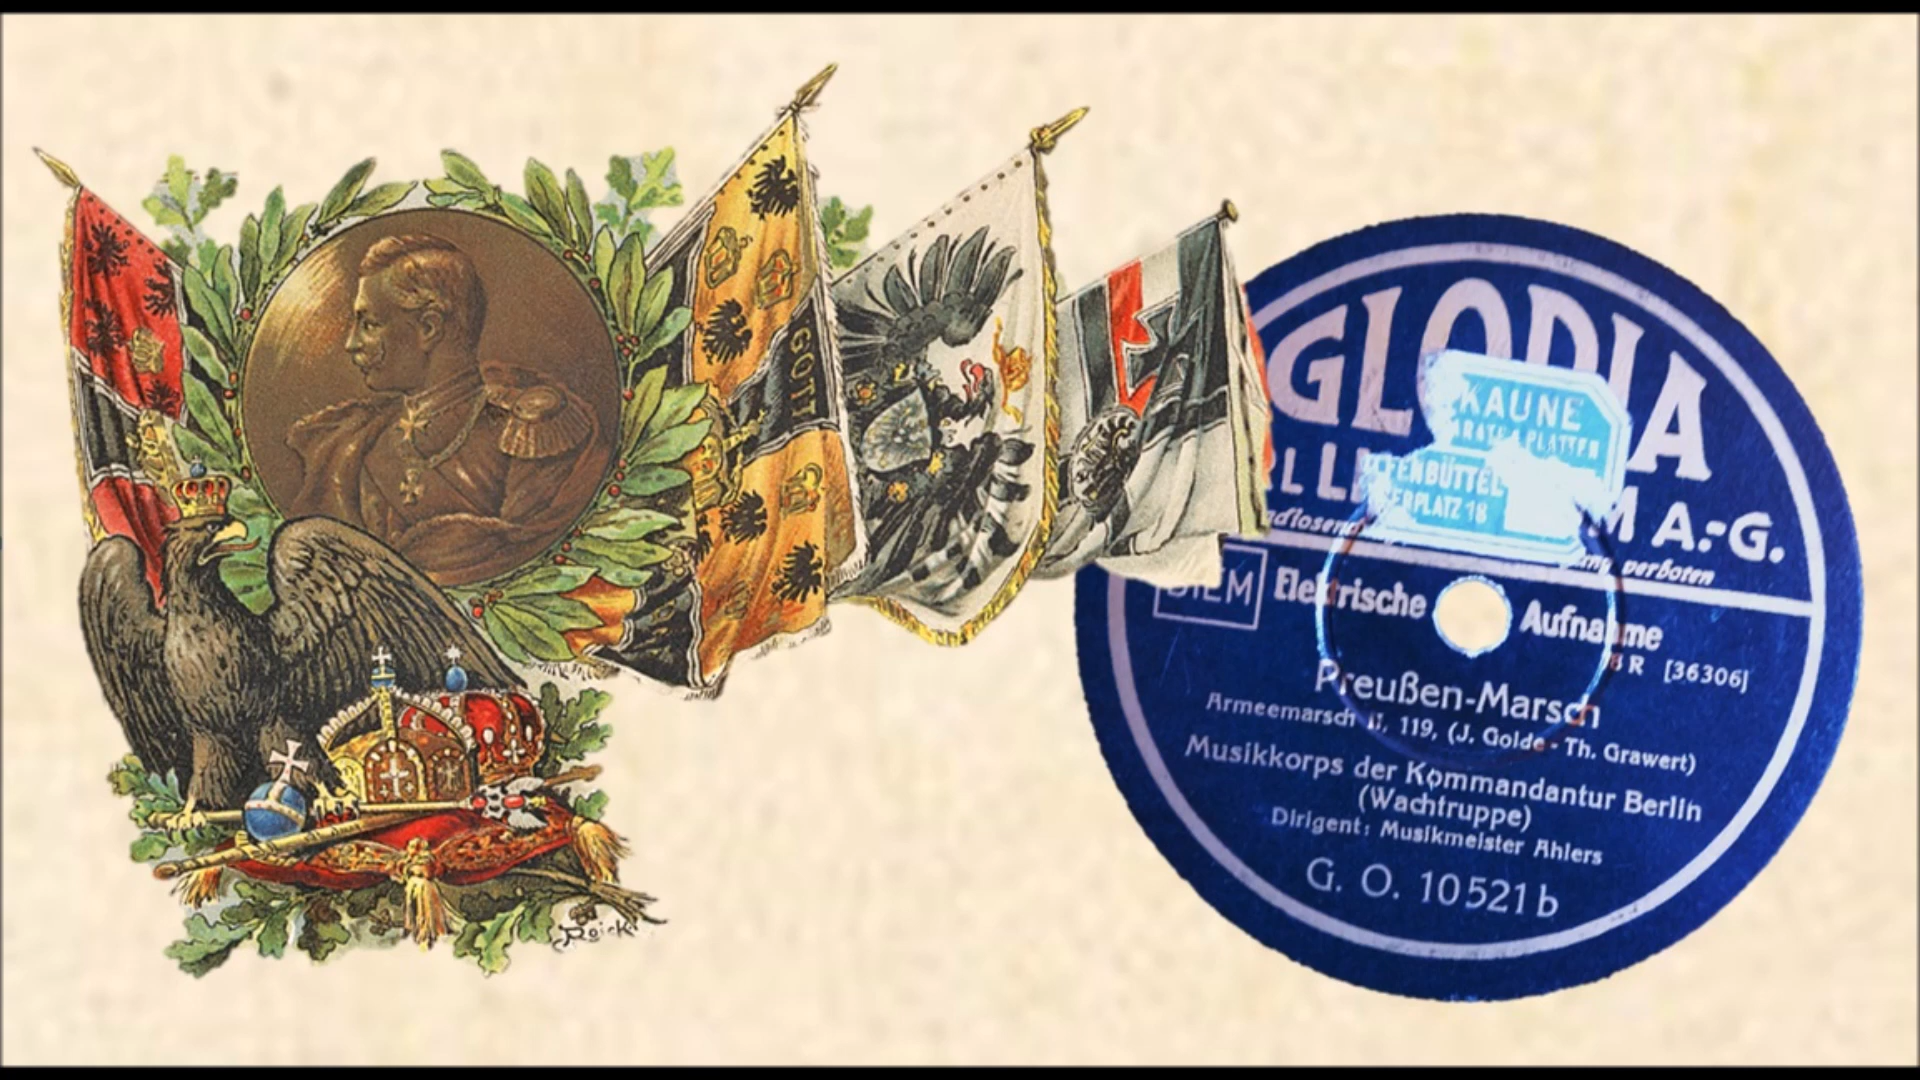 GOTT
GLORIA
KAUNE
PLATTEN
PLATZ 18
M A.-G.
verboten
BIEM
Elektrische Aufnahme
[36306]
Preußen-Marsch
Armeemarsch II, 119, (J. Golde - Th. Grawert)
Musikkorps der Kommandantur Berlin
(Wachtruppe)
Dirigent: Musikmeister Ahlers
G. O. 10521 b